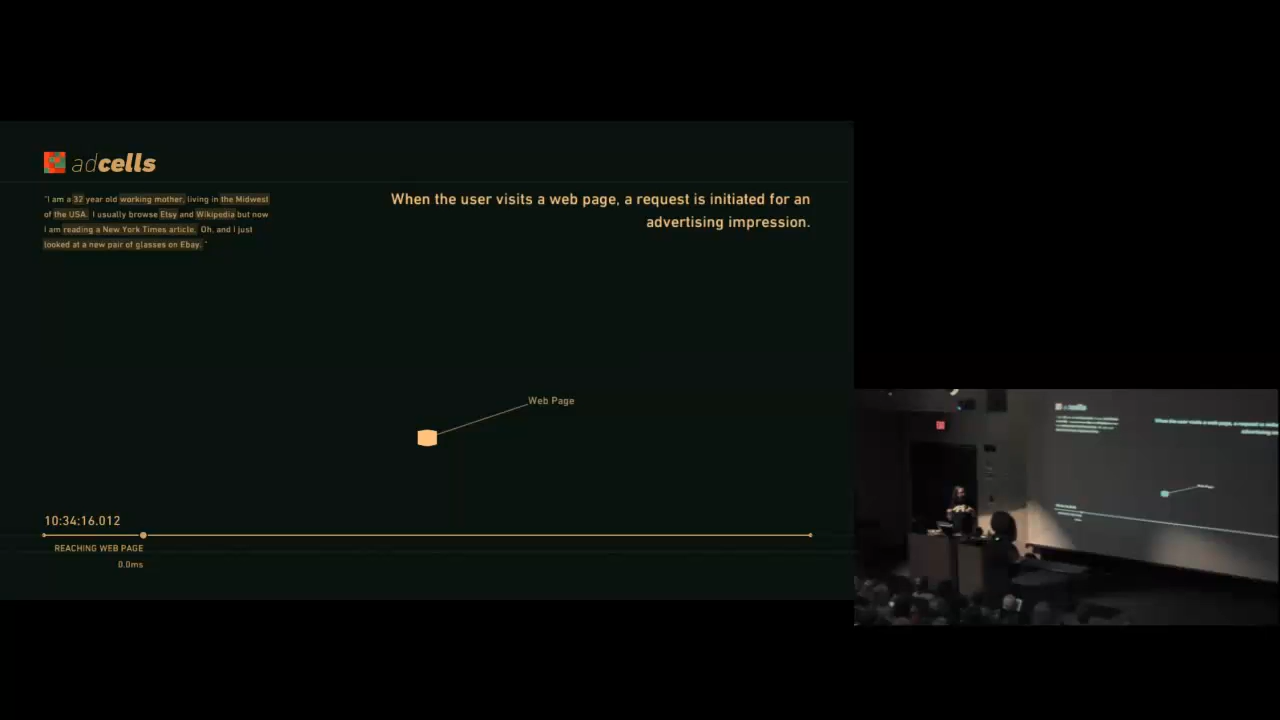 adcells
"I am a 32 year old working mother, living in the Midwest
of the USA. I usually browse Etsy and Wikipedia but now
I am reading a New York Times article. Oh, and I just
looked at a new pair of glasses on Ebay. "
When the user visits a web page, a request is initiated for an
advertising impression.
Web Page
10:34:16.012
REACHING WEB PAGE
0.0ms